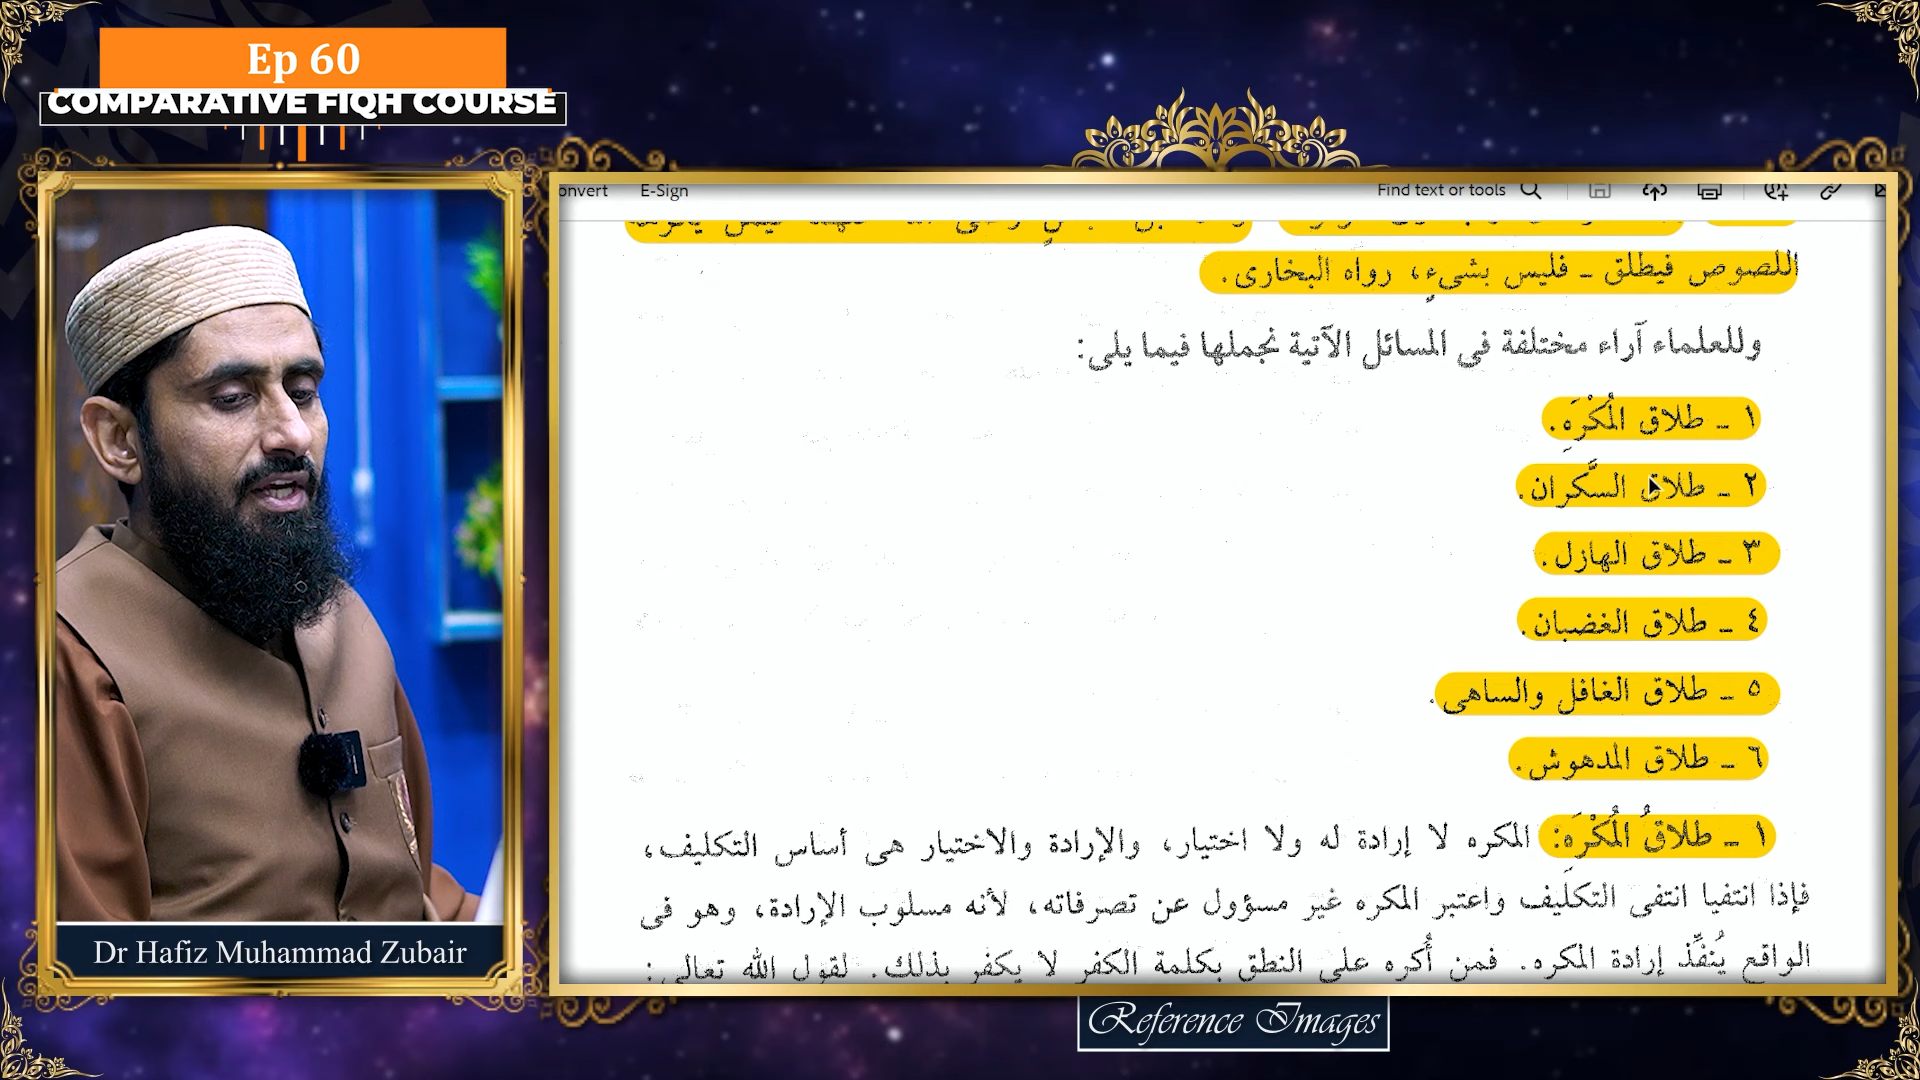 Ep 60
COMPARATIVE FIQH COURSE
onvert E-Sign Find text or tools
اللصوص فيطلق ـ فليس بشىءٍ، رواه البخارى.
وللعلماء آراء مختلفة فى المسائل الآتية نجملها فيما يلى:
١ ـ طلاق المُكْرَهِ.
٢ ـ طلاق السَّكران.
٣ ـ طلاق الهازل.
٤ ـ طلاق الغضبان.
٥ ـ طلاق الغافل والساهى.
٦ ـ طلاق المدهوش.
١ ـ طلاقُ المُكْرَهِ: المكره لا إرادة له ولا اختيار، والإرادة والاختيار هى أساس التكليف،
فإذا انتفيا انتفى التكليف واعتبر المكره غير مسؤول عن تصرفاته، لأنه مسلوب الإرادة، وهو فى
الواقع يُنفِّذ إرادة المكره. فمن أُكره على النطق بكلمة الكفر لا يكفر بذلك. لقول الله تعالى:
Dr Hafiz Muhammad Zubair
Reference Images